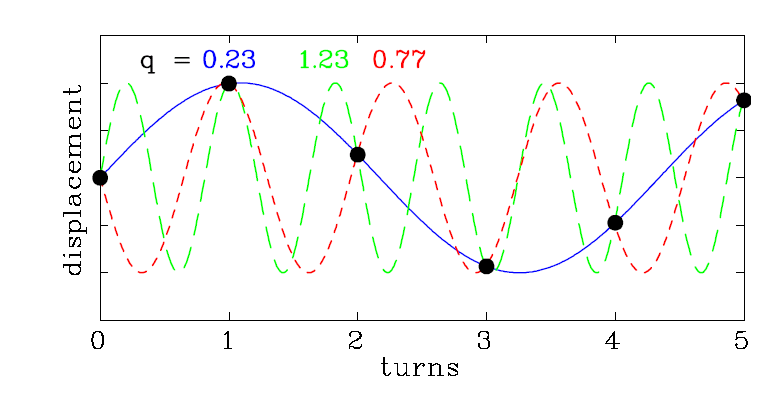 q = 0.23 1.23 0.77
displacement
0 1 2 3 4 5
turns